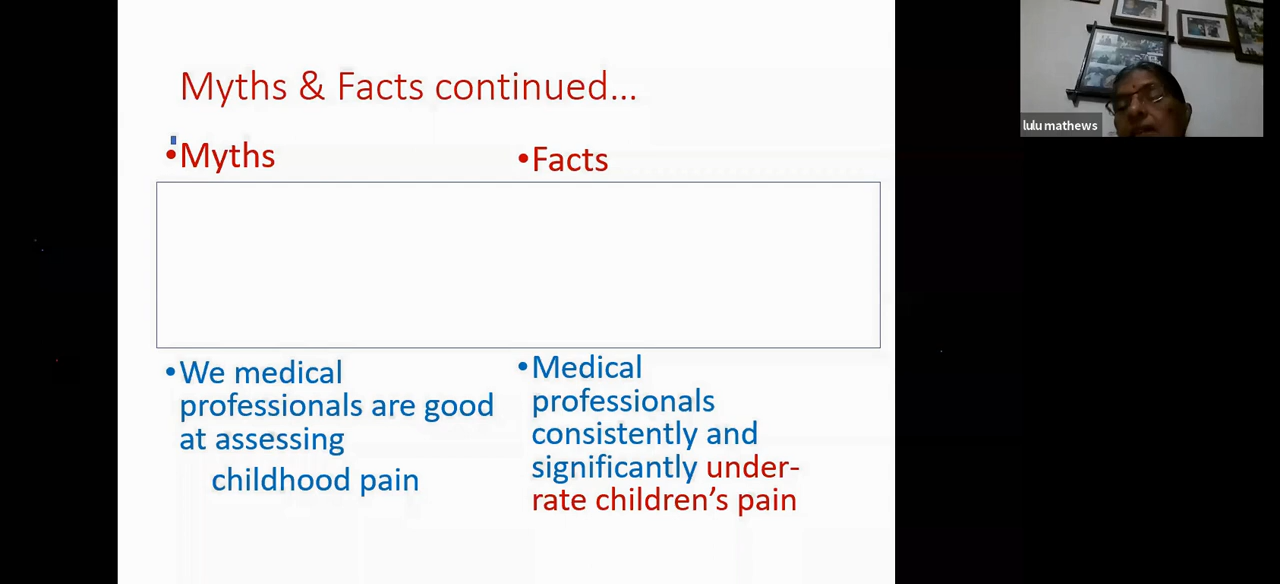 Myths & Facts continued...
•Myths
•Facts
•We medical
professionals are good
at assessing
childhood pain
•Medical
professionals
consistently and
significantly under-
rate children’s pain
lulu mathews